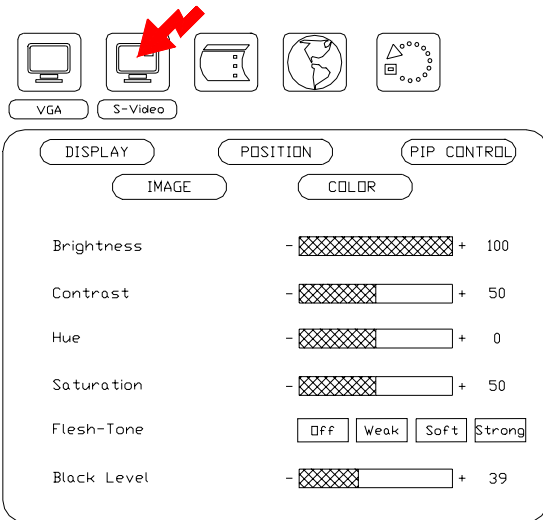 VGA S-Video
DISPLAY POSITION PIP CONTROL
IMAGE COLOR
Brightness - + 100
Contrast - + 50
Hue - + 0
Saturation - + 50
Flesh-Tone Off Weak Soft Strong
Black Level - + 39